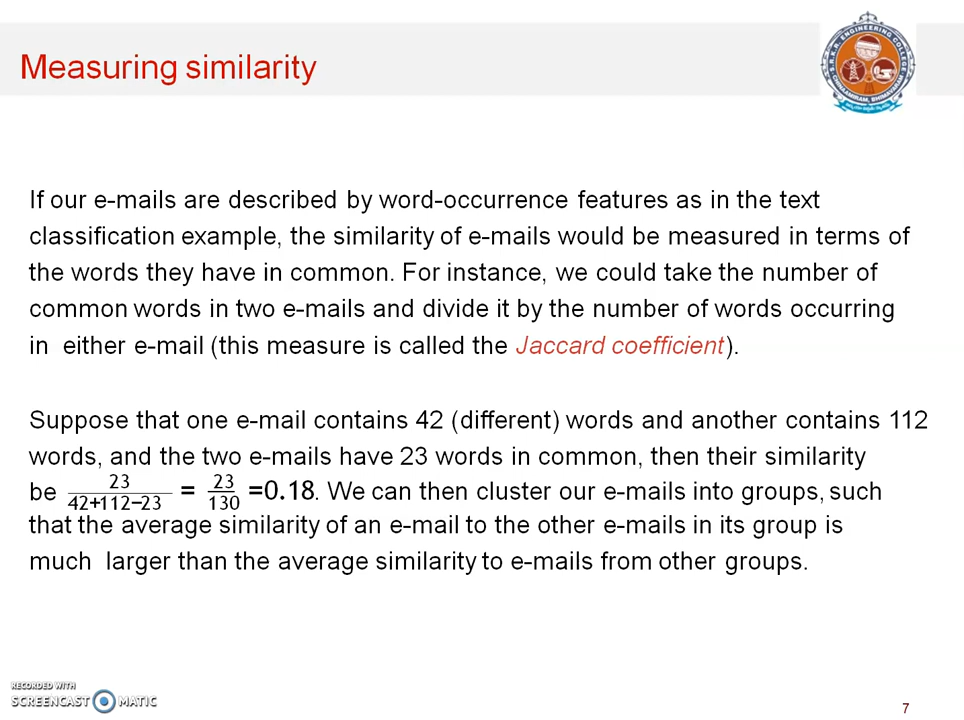 Measuring similarity
S.R.K.R. ENGINEERING COLLEGE
CHINAAMIRAM, BHIMAVARAM
If our e-mails are described by word-occurrence features as in the text
classification example, the similarity of e-mails would be measured in terms of
the words they have in common. For instance, we could take the number of
common words in two e-mails and divide it by the number of words occurring
in either e-mail (this measure is called the Jaccard coefficient).
Suppose that one e-mail contains 42 (different) words and another contains 112
words, and the two e-mails have 23 words in common, then their similarity
be 23/42+112−23 = 23/130 =0.18. We can then cluster our e-mails into groups, such
that the average similarity of an e-mail to the other e-mails in its group is
much larger than the average similarity to e-mails from other groups.
RECORDED WITH
SCREENCAST MATIC
7